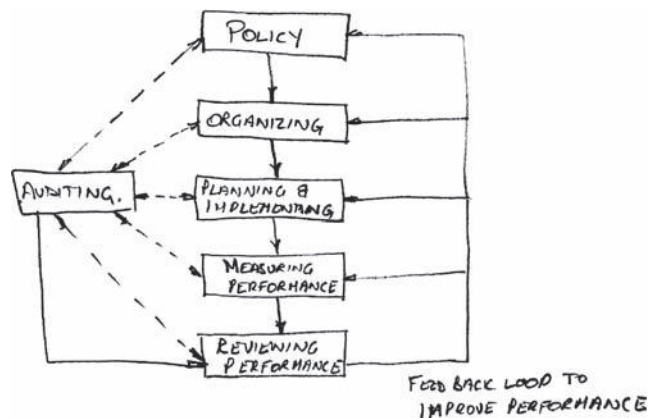 POLICY
ORGANIZING
AUDITING.
PLANNING &
IMPLEMENTING
MEASURING
PERFORMANCE
REVIEWING
PERFORMANCE
FEED BACK LOOP TO
IMPROVE PERFORMANCE